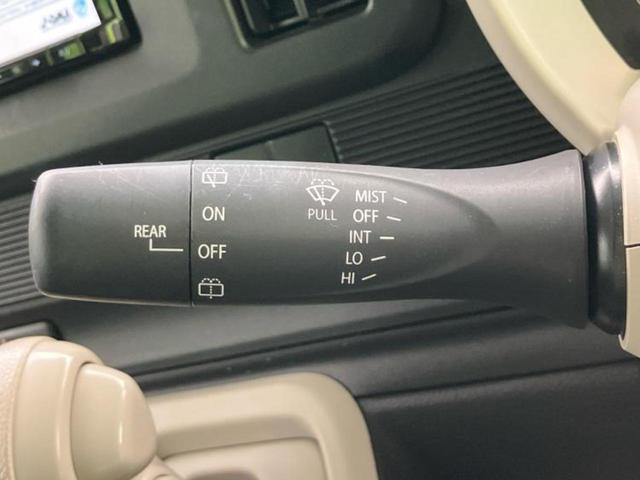 REAR
ON
OFF
PULL
MIST
OFF
INT
LO
HI